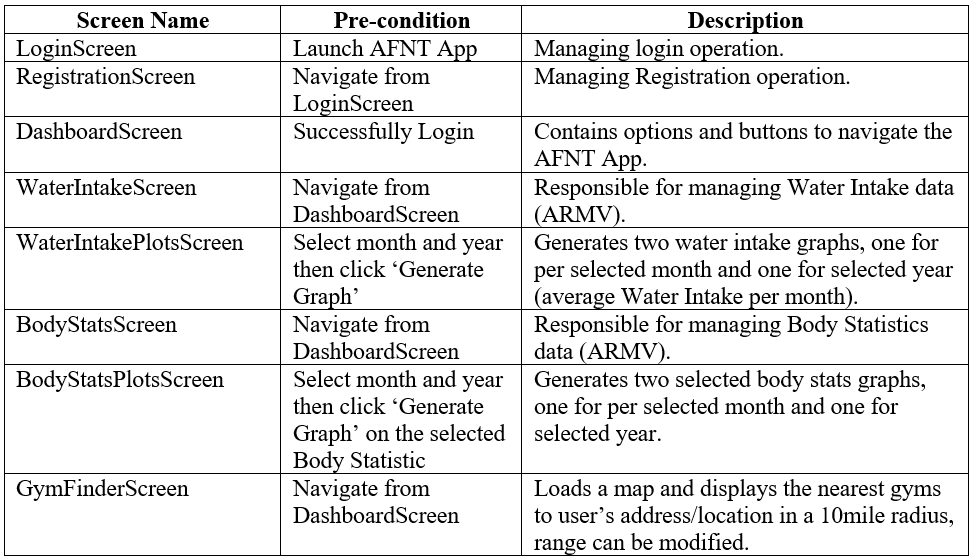 Screen Name Pre-condition Description
LoginScreen Launch AFNT App Managing login operation.
RegistrationScreen Navigate from Managing Registration operation.
LoginScreen
DashboardScreen Successfully Login Contains options and buttons to navigate the
AFNT App.
WaterIntakeScreen Navigate from Responsible for managing Water Intake data
DashboardScreen (ARMV).
WaterIntakePlotsScreen Select month and year Generates two water intake graphs, one for
then click ‘Generate per selected month and one for selected year
Graph’ (average Water Intake per month).
BodyStatsScreen Navigate from Responsible for managing Body Statistics
DashboardScreen data (ARMV).
BodyStatsPlotsScreen Select month and year Generates two selected body stats graphs,
then click ‘Generate one for per selected month and one for
Graph’ on the selected selected year.
Body Statistic
GymFinderScreen Navigate from Loads a map and displays the nearest gyms
DashboardScreen to user’s address/location in a 10mile radius,
range can be modified.